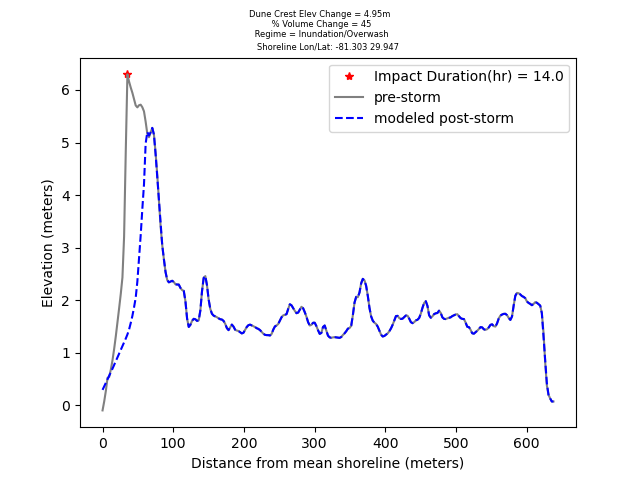 Dune Crest Elev Change = 4.95m
% Volume Change = 45
Regime = Inundation/Overwash
Shoreline Lon/Lat: -81.303 29.947
Impact Duration(hr) = 14.0
pre-storm
modeled post-storm
Elevation (meters)
6
5
4
3
2
1
0
0 100 200 300 400 500 600
Distance from mean shoreline (meters)